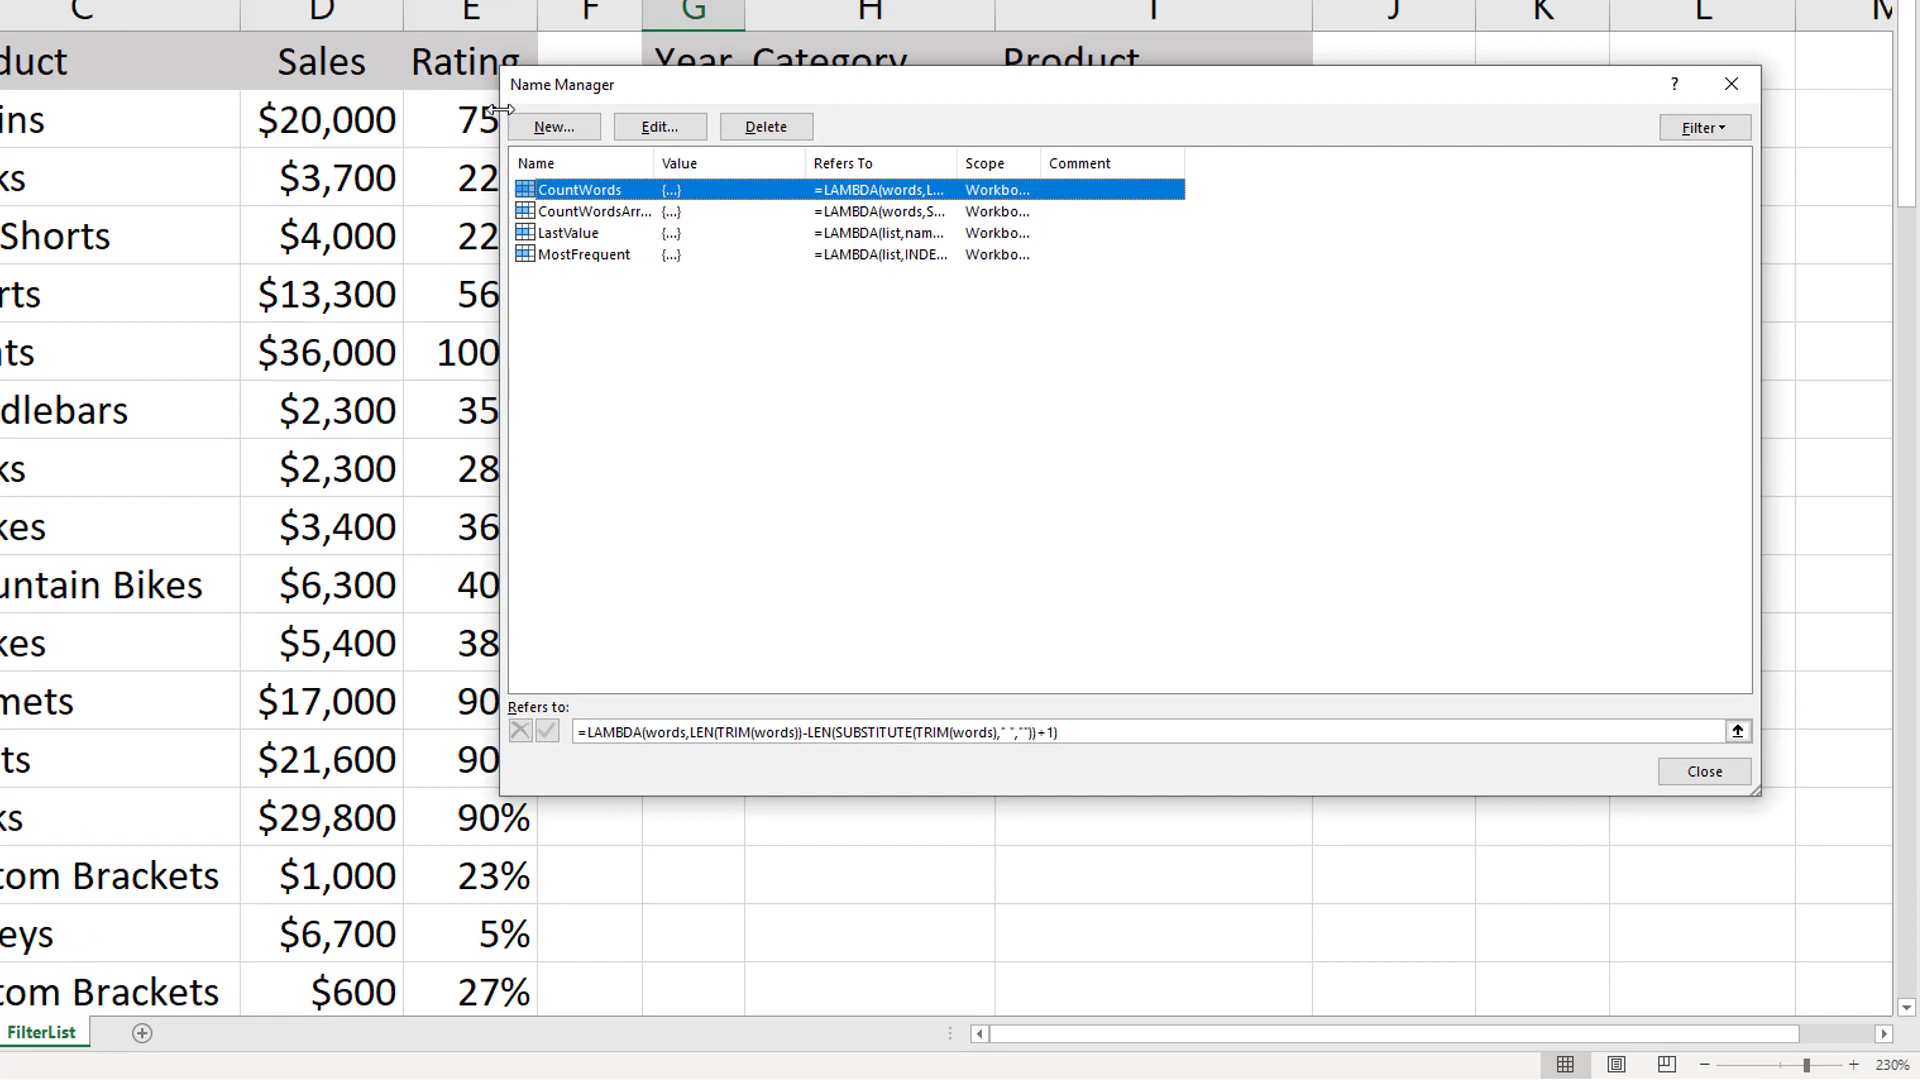 C D E F G H I J K L M
duct Sales Rating Year Category Product
Name Manager ?
New... Edit... Delete Filter
Name Value Refers To Scope Comment
CountWords {...} =LAMBDA(words,L... Workbo...
CountWordsArr... {...} =LAMBDA(words,S... Workbo...
LastValue {...} =LAMBDA(list,nam... Workbo...
MostFrequent {...} =LAMBDA(list,INDE... Workbo...
Refers to:
=LAMBDA(words,LEN(TRIM(words))-LEN(SUBSTITUTE(TRIM(words)," ",""))+1)
Close
ins $20,000 75
ks $3,700 22
Shorts $4,000 22
rts $13,300 56
ts $36,000 100
dlebars $2,300 35
ks $2,300 28
kes $3,400 36
untain Bikes $6,300 40
kes $5,400 38
mets $17,000 90
ts $21,600 90
ks $29,800 90%
tom Brackets $1,000 23%
eys $6,700 5%
tom Brackets $600 27%
FilterList
230%